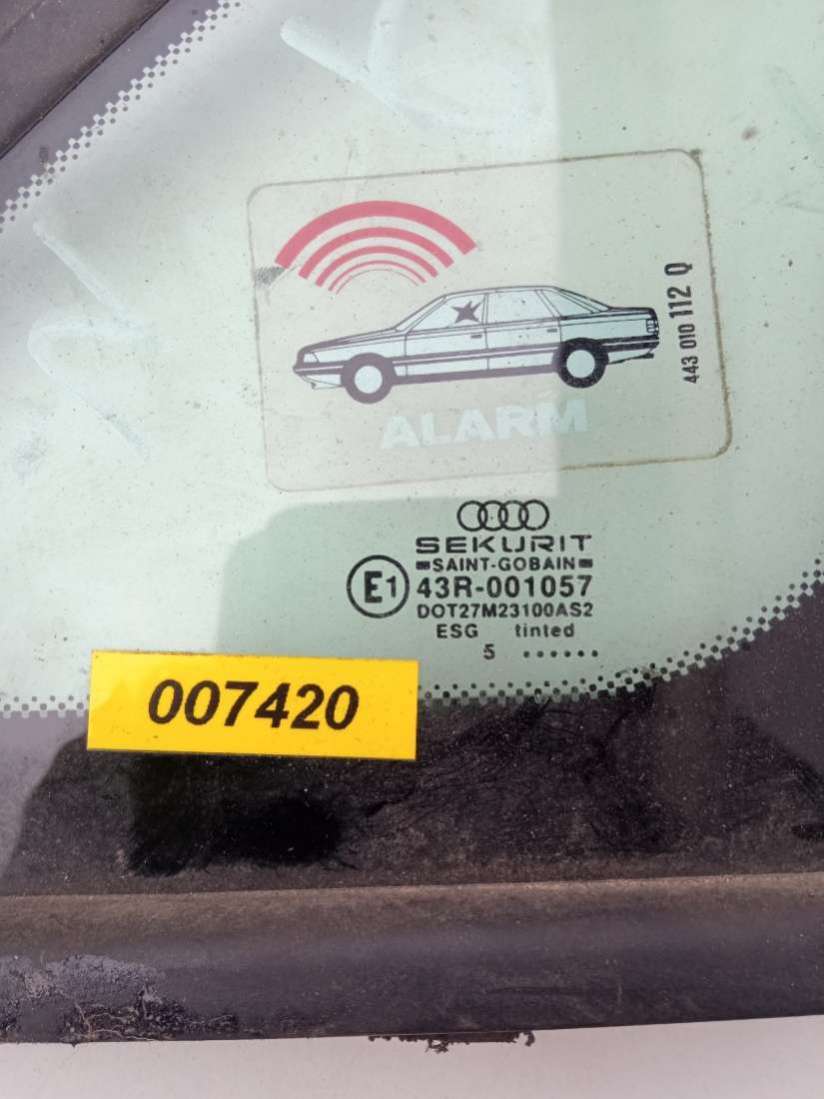 443 010 112 Q
ALARM
SEKURIT
SAINT-GOBAIN
E1 43R-001057
DOT27M23100AS2
ESG tinted
5 ......
007420